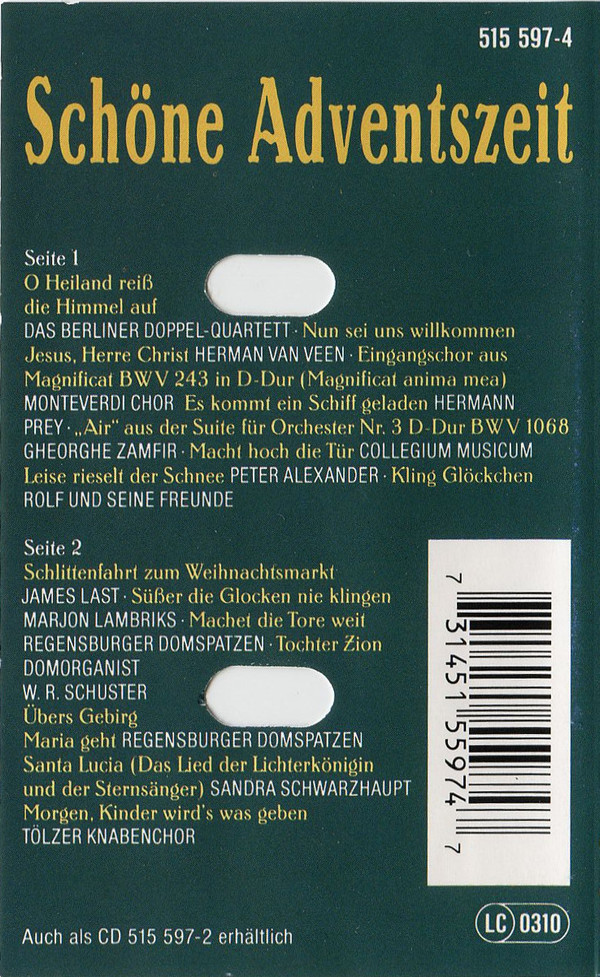 515 597-4
Schöne Adventszeit
Seite 1
O Heiland reiß
die Himmel auf
DAS BERLINER DOPPEL-QUARTETT · Nun sei uns willkommen
Jesus, Herre Christ HERMAN VAN VEEN · Eingangschor aus
Magnificat BWV 243 in D-Dur (Magnificat anima mea)
MONTEVERDI CHOR Es kommt ein Schiff geladen HERMANN
PREY · „Air“ aus der Suite für Orchester Nr. 3 D-Dur BWV 1068
GHEORGHE ZAMFIR · Macht hoch die Tür COLLEGIUM MUSICUM
Leise rieselt der Schnee PETER ALEXANDER · Kling Glöckchen
ROLF UND SEINE FREUNDE
Seite 2
Schlittenfahrt zum Weihnachtsmarkt
JAMES LAST · Süßer die Glocken nie klingen
MARJON LAMBRIKS · Machet die Tore weit
REGENSBURGER DOMSPATZEN · Tochter Zion
DOMORGANIST
W. R. SCHUSTER
Übers Gebirg
Maria geht REGENSBURGER DOMSPATZEN
Santa Lucia (Das Lied der Lichterkönigin
und der Sternsänger) SANDRA SCHWARZHAUPT
Morgen, Kinder wird's was geben
TÖLZER KNABENCHOR
7 31451 55974 7
Auch als CD 515 597-2 erhältlich
LC 0310